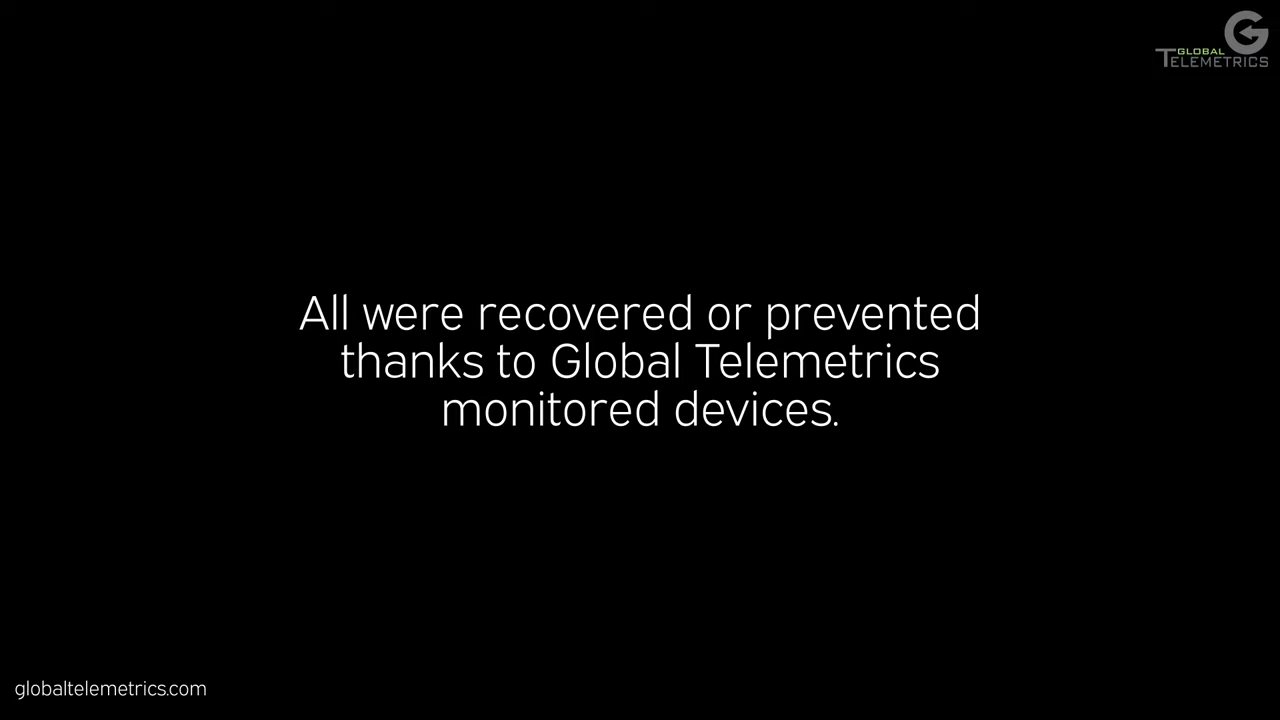 GLOBAL
TELEMETRICS
All were recovered or prevented
thanks to Global Telemetrics
monitored devices.
globaltelemetrics.com